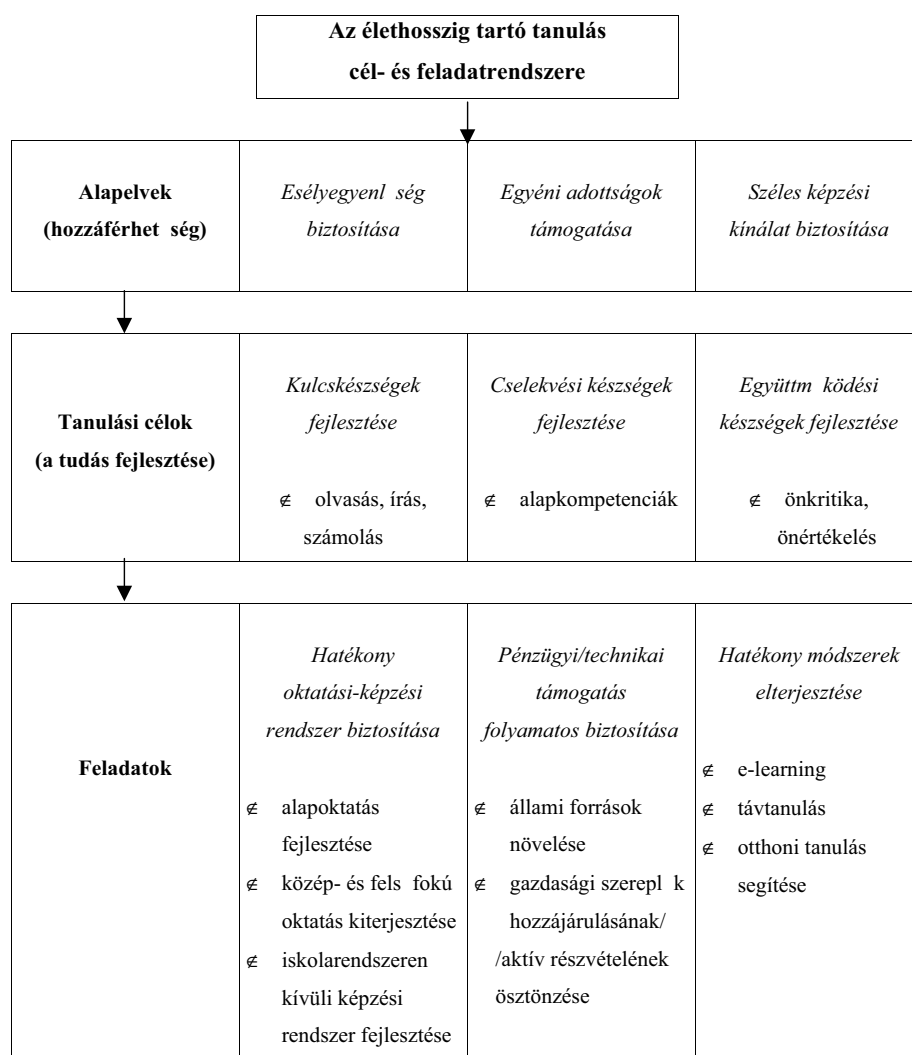 Az élethosszig tartó tanulás
cél- és feladatrendszere
Alapelvek
(hozzáférhet ség)
Esélyegyenl ség
biztosítása
Egyéni adottságok
támogatása
Széles képzési
kínálat biztosítása
Tanulási célok
(a tudás fejlesztése)
Kulcskészségek
fejlesztése
∉ olvasás, írás,
számolás
Cselekvési készségek
fejlesztése
∉ alapkompetenciák
Együttm ködési
készségek fejlesztése
∉ önkritika,
önértékelés
Feladatok
Hatékony
oktatási-képzési
rendszer biztosítása
∉ alapoktatás
fejlesztése
∉ közép- és fels fokú
oktatás kiterjesztése
∉ iskolarendszeren
kívüli képzési
rendszer fejlesztése
Pénzügyi/technikai
támogatás
folyamatos biztosítása
∉ állami források
növelése
∉ gazdasági szerepl k
hozzájárulásának/
/aktív részvételének
ösztönzése
Hatékony módszerek
elterjesztése
∉ e-learning
∉ távtanulás
∉ otthoni tanulás
segítése